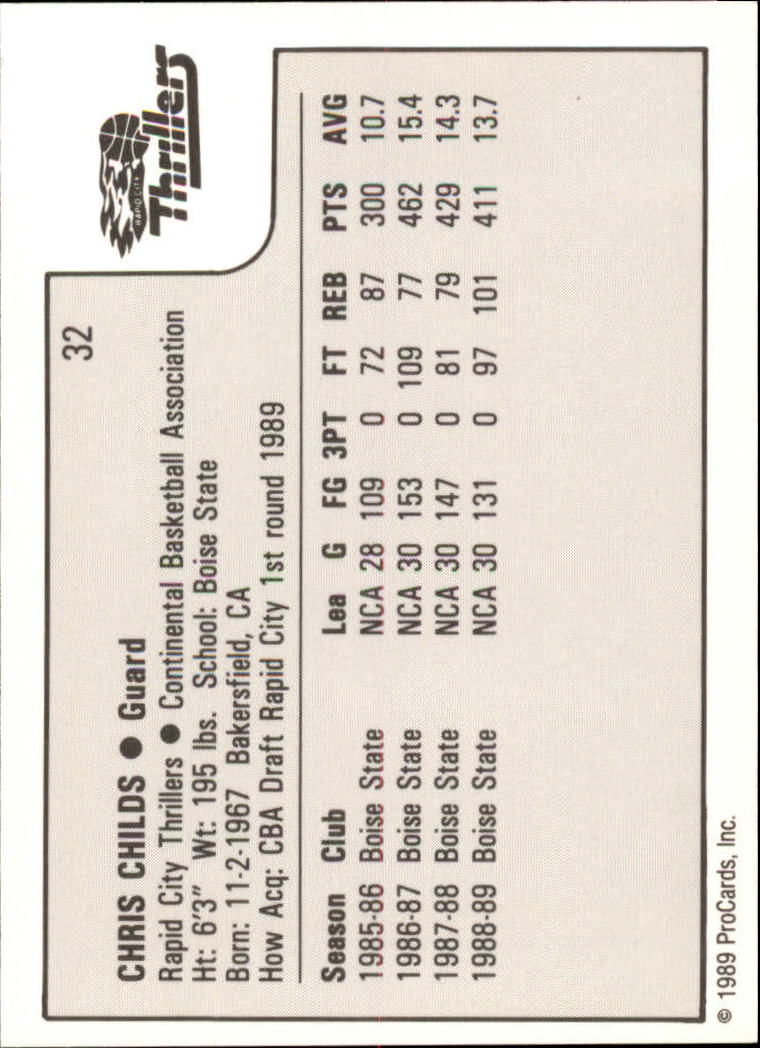 32
RAPID CITY
Thrillers
CHRIS CHILDS ● Guard
Rapid City Thrillers ● Continental Basketball Association
Ht: 6'3" Wt: 195 lbs. School: Boise State
Born: 11-2-1967 Bakersfield, CA
How Acq: CBA Draft Rapid City 1st round 1989
Season Club Lea G FG 3PT FT REB PTS AVG
1985-86 Boise State NCA 28 109 0 72 87 300 10.7
1986-87 Boise State NCA 30 153 0 109 77 462 15.4
1987-88 Boise State NCA 30 147 0 81 79 429 14.3
1988-89 Boise State NCA 30 131 0 97 101 411 13.7
© 1989 ProCards, Inc.